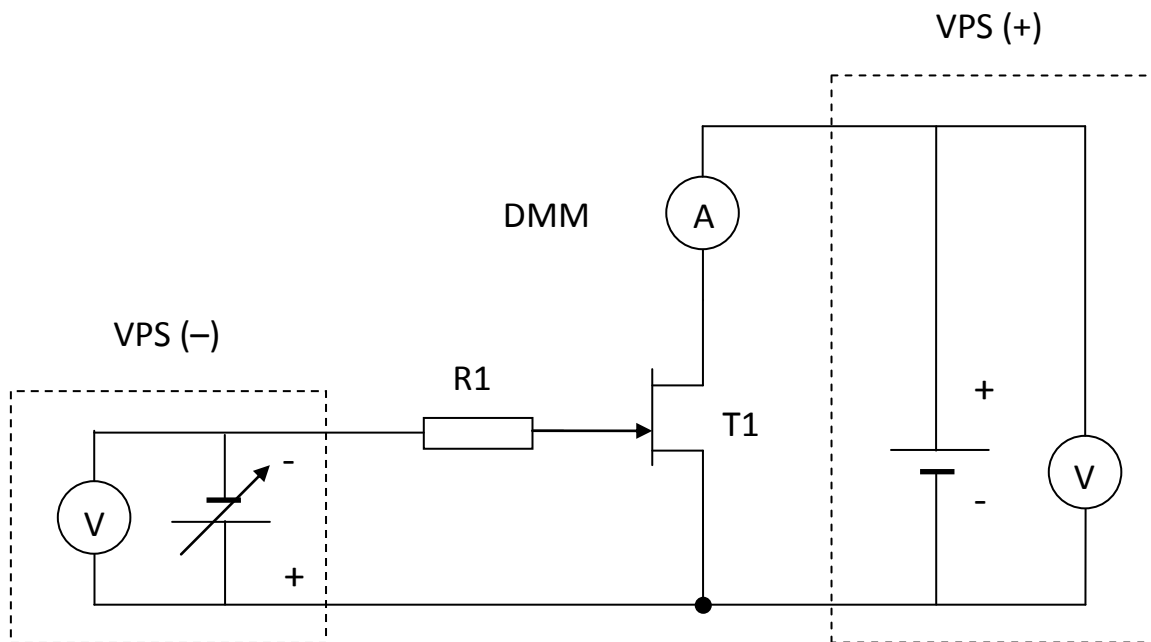 VPS (+)
DMM
A
VPS (–)
R1
T1
+
-
V
-
V
+